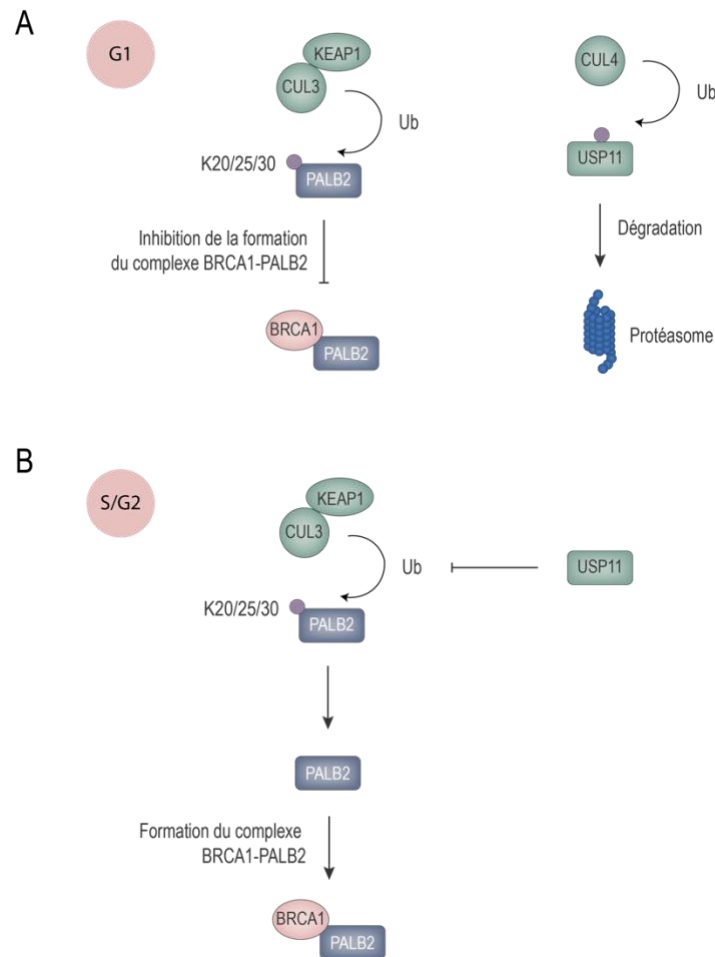 A
G1
KEAP1
CUL3
Ub
K20/25/30
PALB2
Inhibition de la formation
du complexe BRCA1-PALB2
BRCA1
PALB2
CUL4
Ub
USP11
Dégradation
Protéasome
B
S/G2
KEAP1
CUL3
Ub
USP11
K20/25/30
PALB2
PALB2
Formation du complexe
BRCA1-PALB2
BRCA1
PALB2